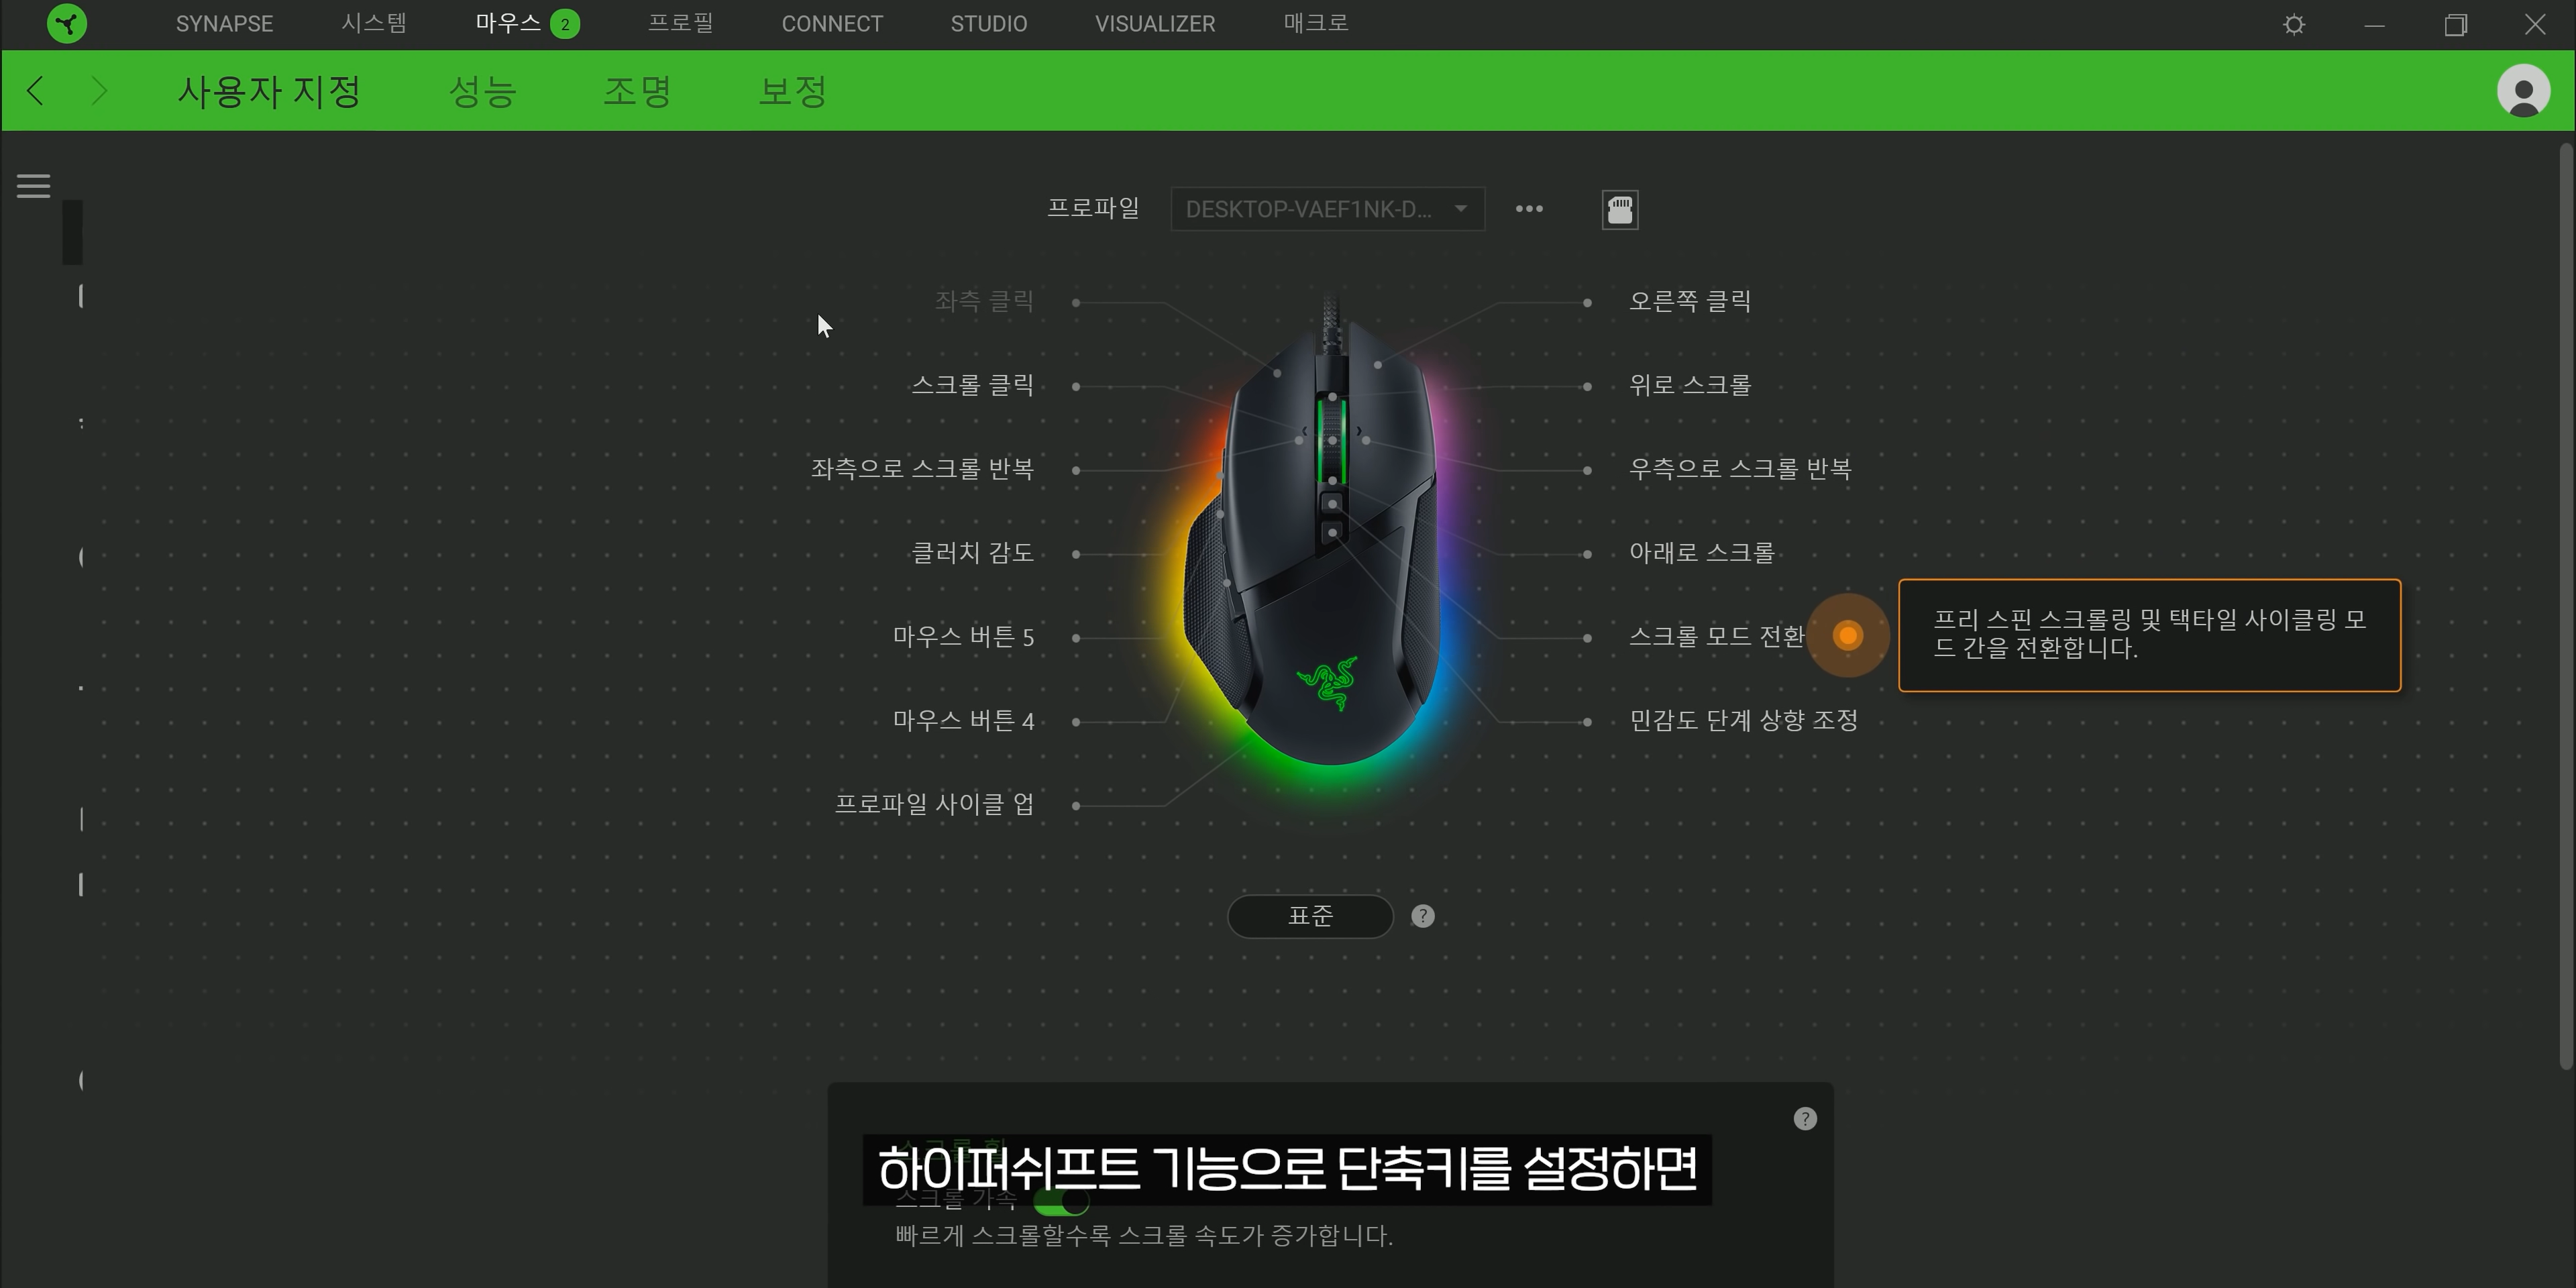 SYNAPSE 시스템 마우스 2 프로필 CONNECT STUDIO VISUALIZER 매크로
사용자 지정 성능 조명 보정
프로파일 DESKTOP-VAEF1NK-D...
좌측 클릭
스크롤 클릭
좌측으로 스크롤 반복
클러치 감도
마우스 버튼 5
마우스 버튼 4
프로파일 사이클 업
오른쪽 클릭
위로 스크롤
우측으로 스크롤 반복
아래로 스크롤
스크롤 모드 전환
민감도 단계 상향 조정
프리 스핀 스크롤링 및 택타일 사이클링 모
드 간을 전환합니다.
표준 ?
?
스크롤 휠
하이퍼쉬프트 기능으로 단축키를 설정하면
스크롤 가속
빠르게 스크롤할수록 스크롤 속도가 증가합니다.